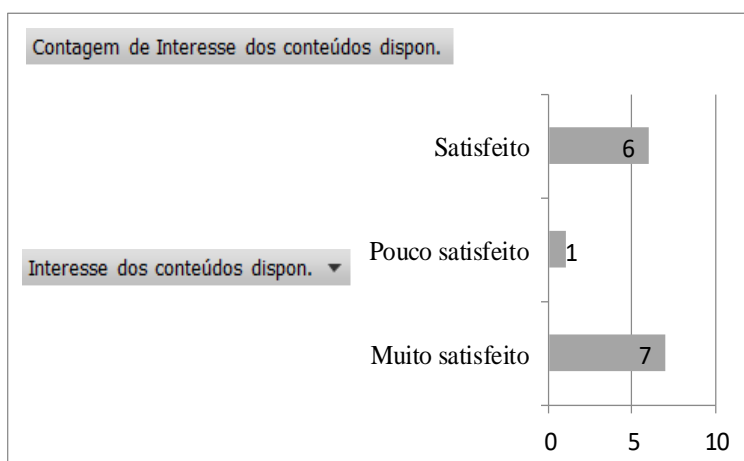 Contagem de Interesse dos conteúdos dispon.
Satisfeito
6
Interesse dos conteúdos dispon.
Pouco satisfeito
1
Muito satisfeito
7
0 5 10